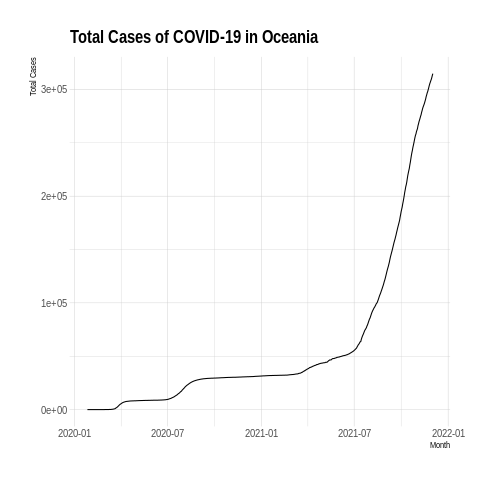 Total Cases of COVID-19 in Oceania
Total Cases
3e+05
2e+05
1e+05
0e+00
2020-01 2020-07 2021-01 2021-07 2022-01
Month